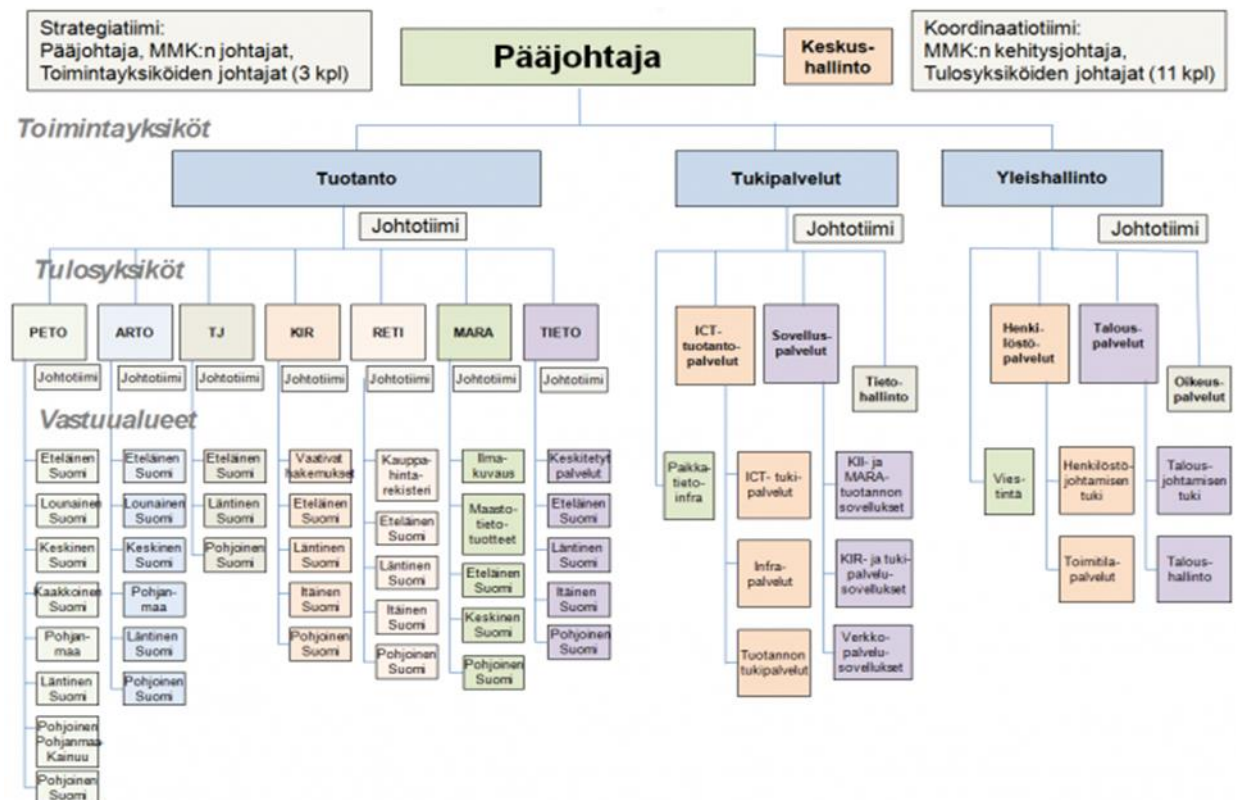 Strategiatiimi:
Pääjohtaja, MMK:n johtajat,
Toimintayksiköiden johtajat (3 kpl)
Pääjohtaja
Keskus-
hallinto
Koordinaatiotiimi:
MMK:n kehitysjohtaja,
Tulosyksiköiden johtajat (11 kpl)
Toimintayksiköt
Tuotanto
Tukipalvelut
Yleishallinto
Johtotiimi
Johtotiimi
Johtotiimi
Tulosyksiköt
PETO
ARTO
TJ
KIR
RETI
MARA
TIETO
ICT-
tuotanto-
palvelut
Sovellus-
palvelut
Tieto-
hallinto
Henki-
löstö-
palvelut
Talous-
palvelut
Oikeus-
palvelut
Johtotiimi
Johtotiimi
Johtotiimi
Johtotiimi
Johtotiimi
Johtotiimi
Johtotiimi
Vastuualueet
Eteläinen
Suomi
Lounainen
Suomi
Keskinen
Suomi
Kaakkoinen
Suomi
Pohjan-
maa
Läntinen
Suomi
Pohjoinen
Pohjanmaa
Kainuu
Pohjoinen
Suomi
Eteläinen
Suomi
Lounainen
Suomi
Keskinen
Suomi
Pohjan-
maa
Läntinen
Suomi
Pohjoinen
Suomi
Eteläinen
Suomi
Läntinen
Suomi
Pohjoinen
Suomi
Vaativat
hakemukset
Eteläinen
Suomi
Läntinen
Suomi
Itäinen
Suomi
Pohjoinen
Suomi
Kauppa-
hinta-
rekisteri
Eteläinen
Suomi
Läntinen
Suomi
Itäinen
Suomi
Pohjoinen
Suomi
Ilma-
kuvaus
Maasto-
tieto-
tuotteet
Eteläinen
Suomi
Keskinen
Suomi
Pohjoinen
Suomi
Keskitetyt
palvelut
Eteläinen
Suomi
Läntinen
Suomi
Itäinen
Suomi
Pohjoinen
Suomi
Paikka-
tieto-
infra
ICT- tuki-
palvelut
Infra-
palvelut
Tuotannon
tukipalvelut
KII- ja
MARA-
tuotannon
sovellukset
KIR- ja tuki-
palvelu-
sovellukset
Verkko-
palvelu-
sovellukset
Vies-
tintä
Henkilöstö-
johtamisen
tuki
Toimitila-
palvelut
Talous-
johtamisen
tuki
Talous-
hallinto